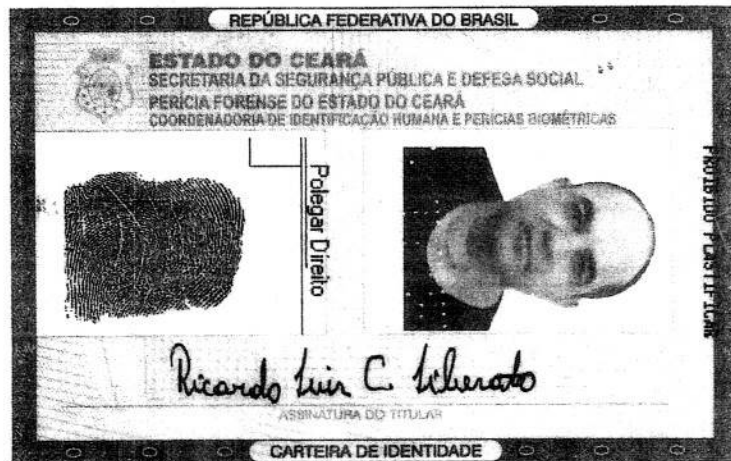 REPÚBLICA FEDERATIVA DO BRASIL
ESTADO DO CEARÁ
SECRETARIA DA SEGURANÇA PÚBLICA E DEFESA SOCIAL
PERÍCIA FORENSE DO ESTADO DO CEARÁ
COORDENADORIA DE IDENTIFICAÇÃO HUMANA E PERÍCIAS BIOMÉTRICAS
Polegar Direito
PROIBIDO PLASTIFICAR
Ricardo Luir C. Liberato
ASSINATURA DO TITULAR
CARTEIRA DE IDENTIDADE